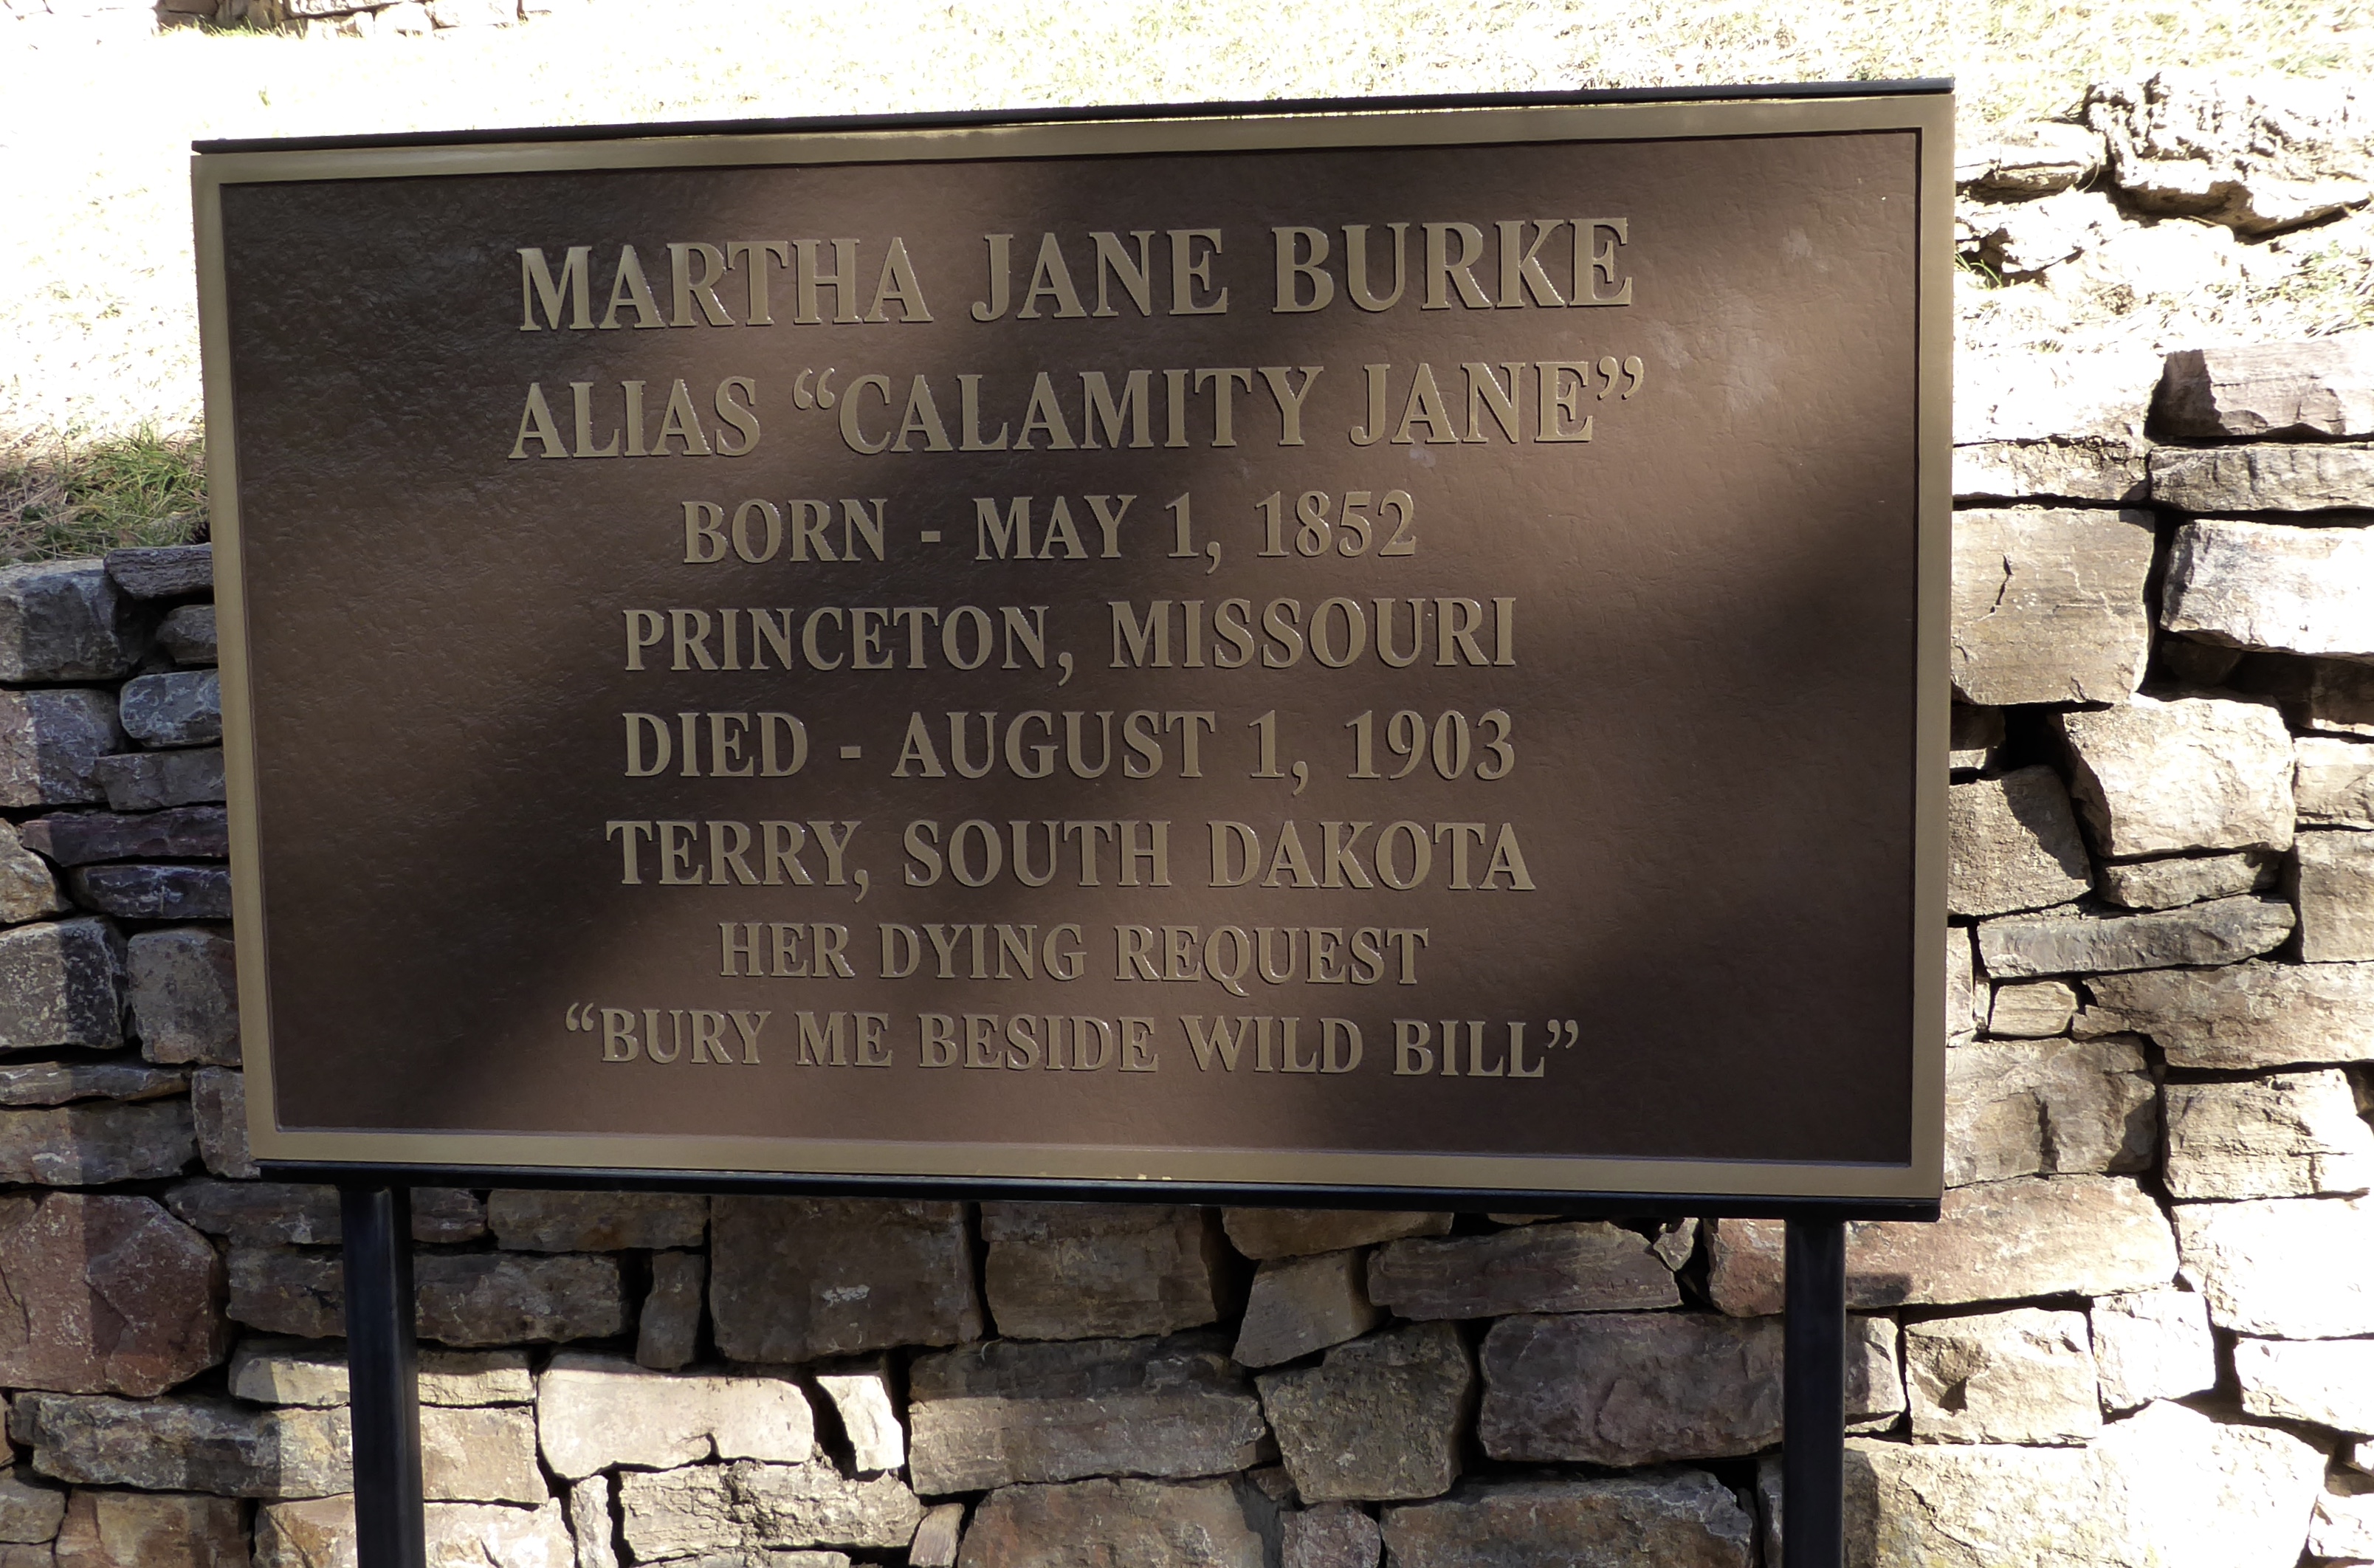 MARTHA JANE BURKE
ALIAS “CALAMITY JANE”
BORN - MAY 1, 1852
PRINCETON, MISSOURI
DIED - AUGUST 1, 1903
TERRY, SOUTH DAKOTA
HER DYING REQUEST
“BURY ME BESIDE WILD BILL”